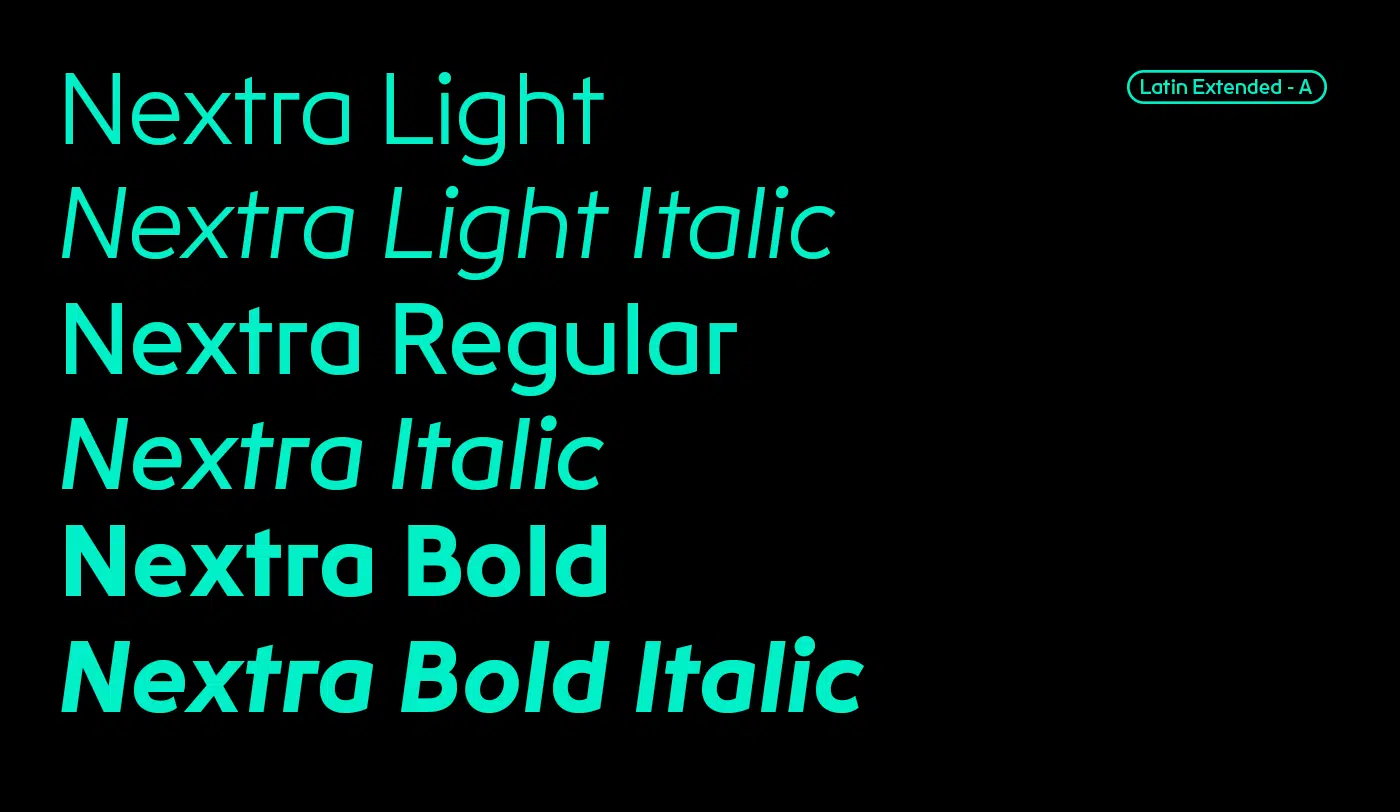 Nextra Light
Latin Extended - A
Nextra Light Italic
Nextra Regular
Nextra Italic
Nextra Bold
Nextra Bold Italic